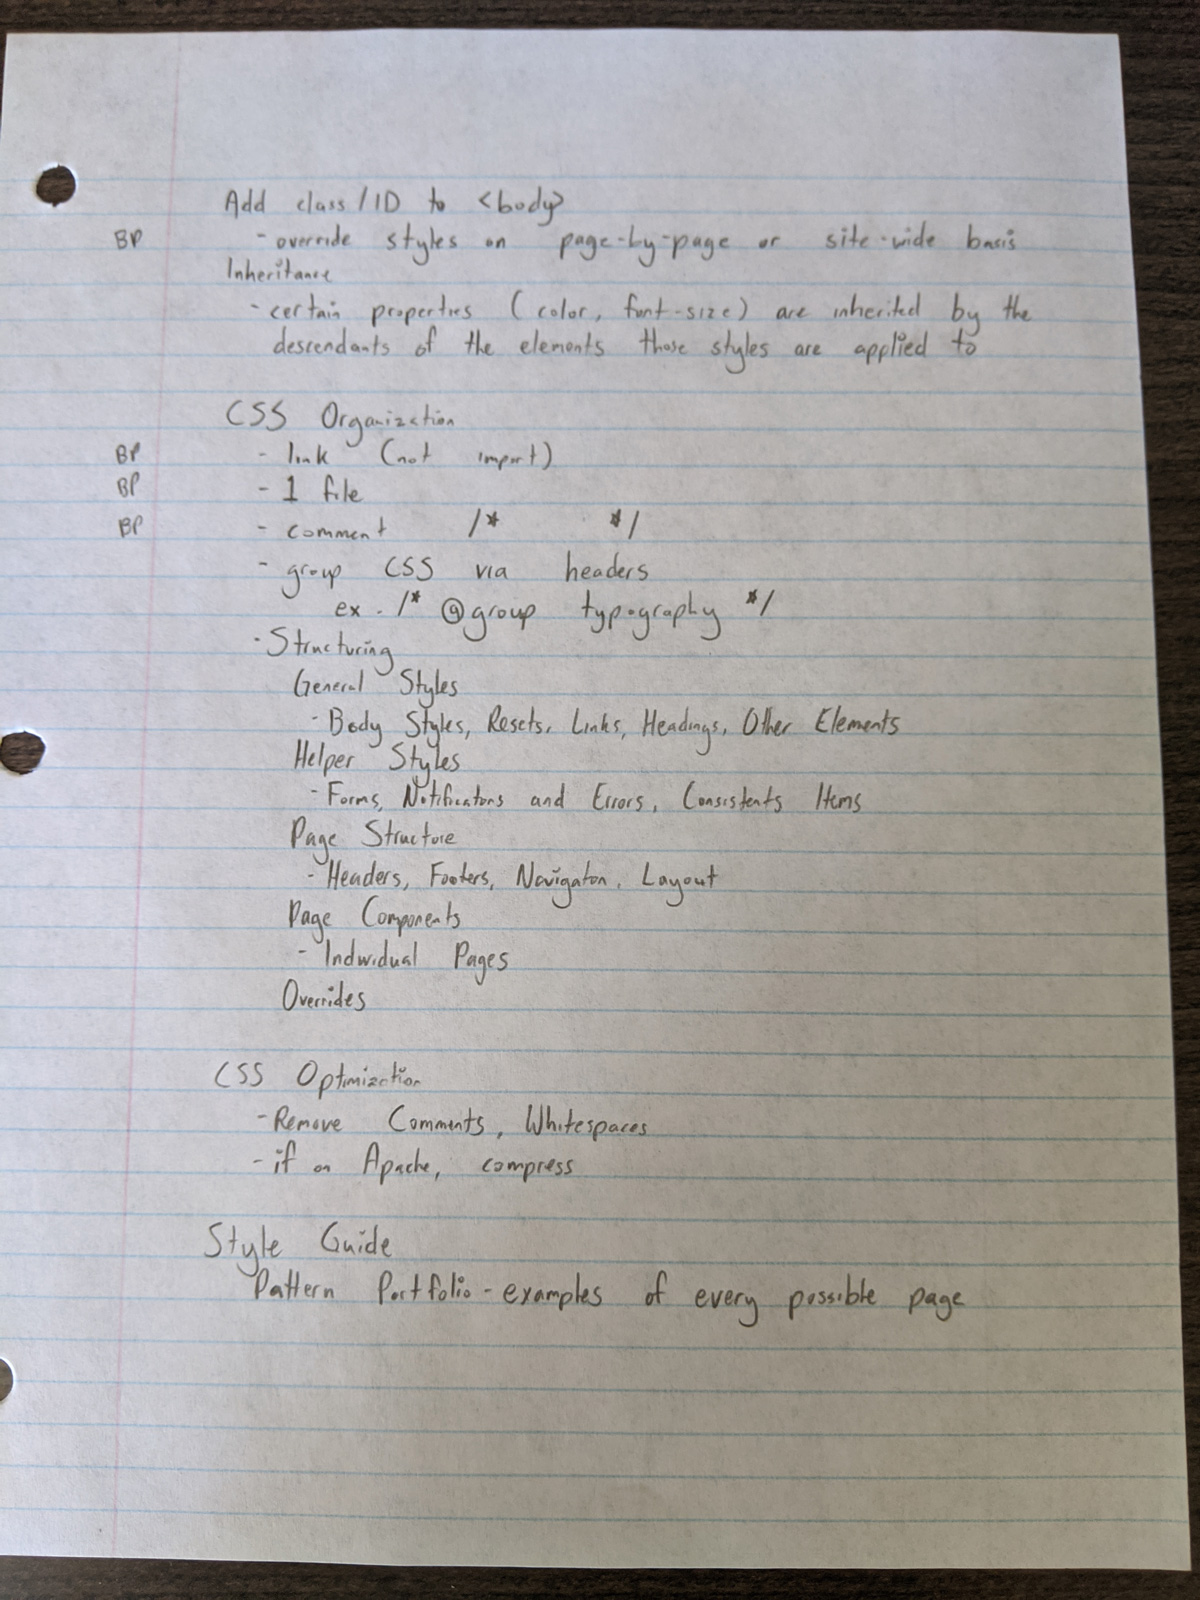 Add class/ID to <body>
BP - override styles on page-by-page or site-wide basis
Inheritance
- certain properties (color, font-size) are inherited by the
descendants of the elements those styles are applied to
CSS Organization
BP - link (not import)
BP - 1 file
BP - comment /* */
- group CSS via headers
ex. /* @group typography */
- Structuring
General Styles
- Body Styles, Resets, Links, Headings, Other Elements
Helper Styles
- Forms, Notifications and Errors, Consistents Items
Page Structure
- Headers, Footers, Navigaton, Layout
Page Components
- Individual Pages
Overrides
CSS Optimization
- Remove Comments, Whitespaces
- if on Apache, compress
Style Guide
Pattern Portfolio - examples of every possible page